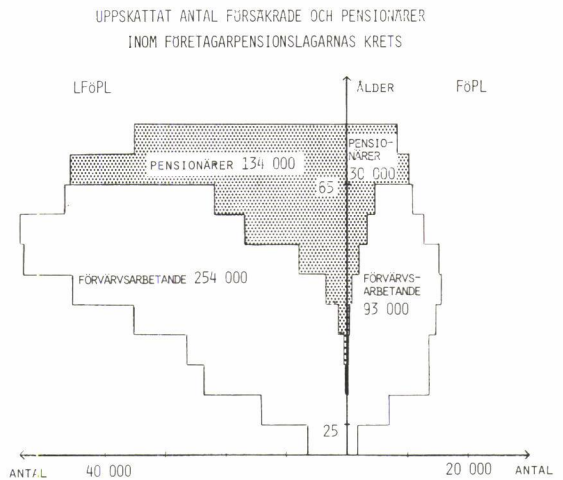 UPPSKATTAT ANTAL FÖRSÄKRADE OCH PENSIONÄRER
INOM FÖRETAGARPENSIONSLAGARNAS KRETS
LFÖPL
ÅLDER
FÖPL
PENSIO-
NÄRER
30 000
PENSIONÄRER 134 000
65
FÖRVÄRVSARBETANDE 254 000
FÖRVÄRVS-
ARBETANDE
93 000
25
ANTAL
40 000
20 000
ANTAL